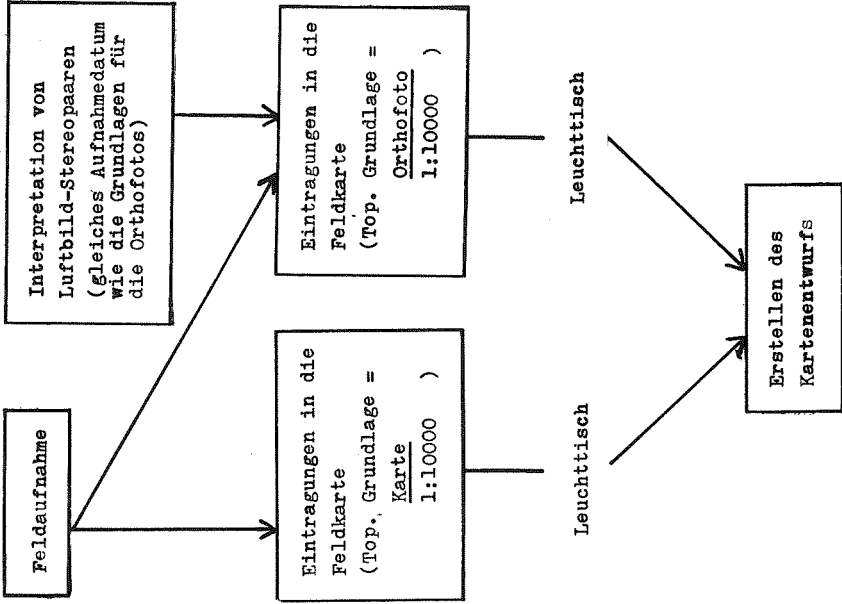 Feldaufnahme
Interpretation von
Luftbild-Stereopaaren
(gleiches Aufnahmedatum
wie die Grundlagen für
die Orthofotos)
Eintragungen in die
Feldkarte
(Top. Grundlage =
Karte
1:10000 )
Eintragungen in die
Feldkarte
(Top. Grundlage =
Orthofoto
1:10000 )
Leuchttisch
Leuchttisch
Erstellen des
Kartenentwurfs